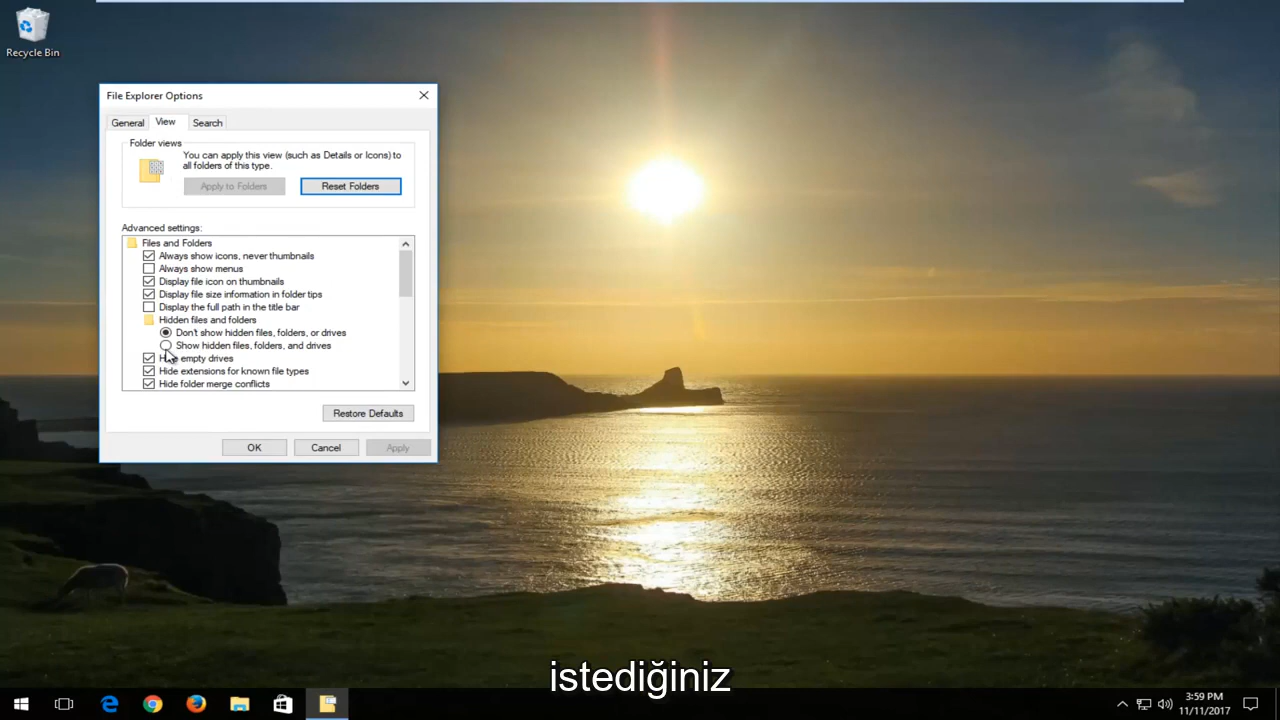 Recycle Bin
File Explorer Options
General
View
Search
Folder views
You can apply this view (such as Details or Icons) to
all folders of this type.
Apply to Folders
Reset Folders
Advanced settings:
Files and Folders
Always show icons, never thumbnails
Always show menus
Display file icon on thumbnails
Display file size information in folder tips
Display the full path in the title bar
Hidden files and folders
Don't show hidden files, folders, or drives
Show hidden files, folders, and drives
Hide empty drives
Hide extensions for known file types
Hide folder merge conflicts
Restore Defaults
OK
Cancel
Apply
istediğiniz
3:59 PM
11/11/2017